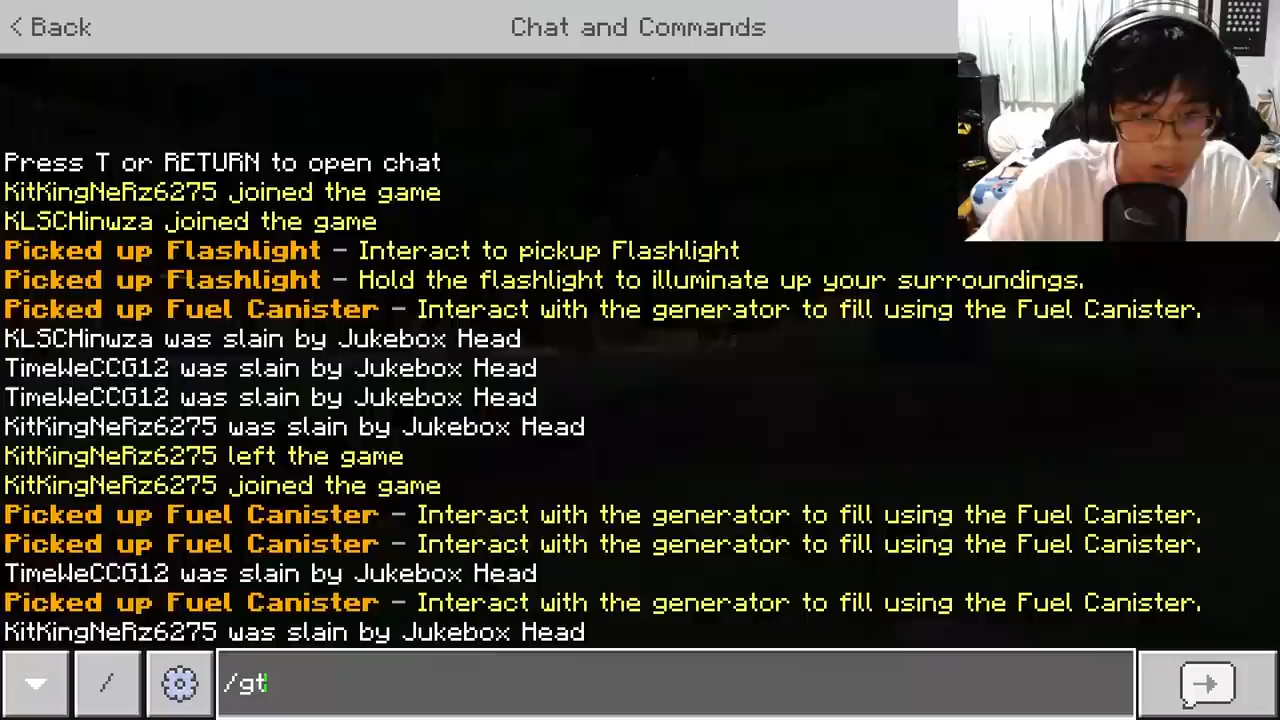 < Back
Chat and Commands
Press T or RETURN to open chat
KitKingNeRz6275 joined the game
KLSCHinwza joined the game
Picked up Flashlight - Interact to pickup Flashlight
Picked up Flashlight - Hold the flashlight to illuminate up your surroundings.
Picked up Fuel Canister - Interact with the generator to fill using the Fuel Canister.
KLSCHinwza was slain by Jukebox Head
TimeWeCCG12 was slain by Jukebox Head
TimeWeCCG12 was slain by Jukebox Head
KitKingNeRz6275 was slain by Jukebox Head
KitKingNeRz6275 left the game
KitKingNeRz6275 joined the game
Picked up Fuel Canister - Interact with the generator to fill using the Fuel Canister.
Picked up Fuel Canister - Interact with the generator to fill using the Fuel Canister.
TimeWeCCG12 was slain by Jukebox Head
Picked up Fuel Canister - Interact with the generator to fill using the Fuel Canister.
KitKingNeRz6275 was slain by Jukebox Head
/
/gt